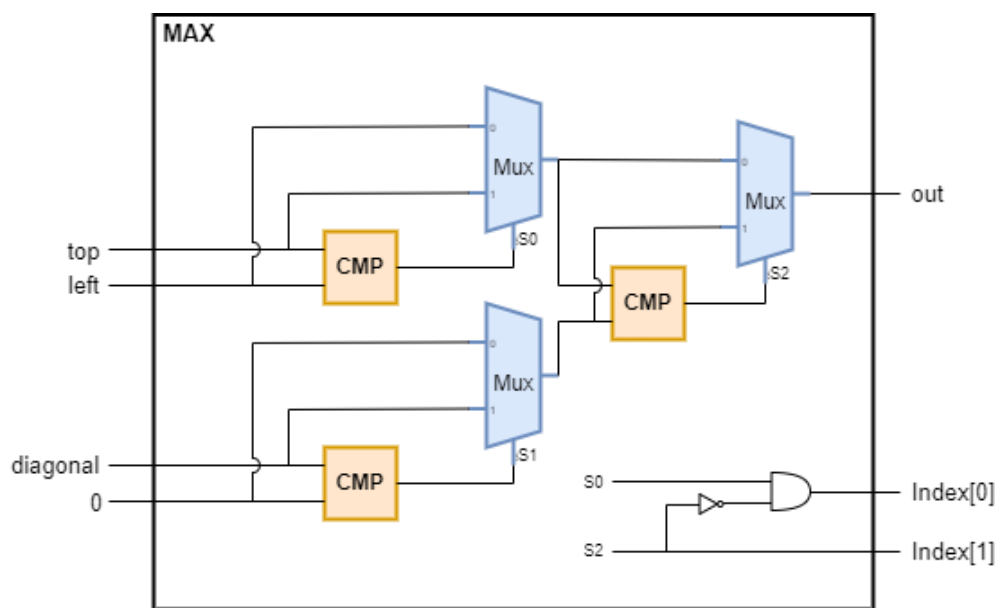 MAX
0
Mux
1
S0
top
left
CMP
0
Mux
1
S2
out
CMP
0
Mux
1
S1
diagonal
0
CMP
S0
Index[0]
S2
Index[1]